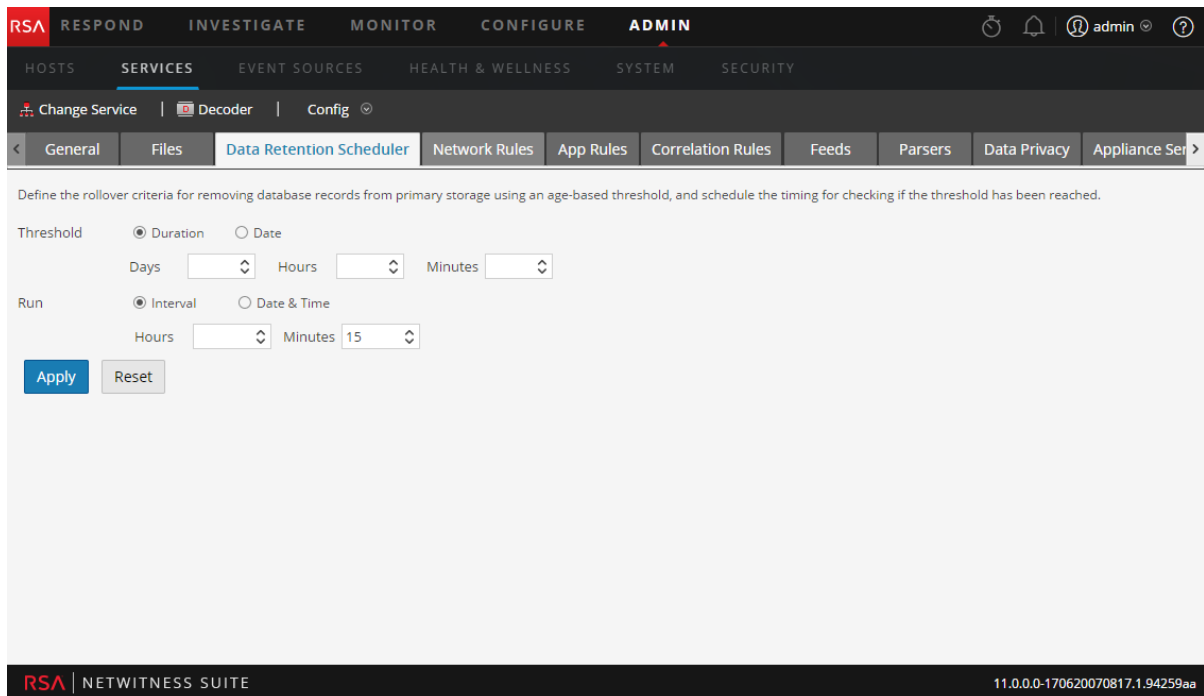 RSA RESPOND INVESTIGATE MONITOR CONFIGURE ADMIN admin ?
HOSTS SERVICES EVENT SOURCES HEALTH & WELLNESS SYSTEM SECURITY
Change Service | D Decoder | Config
< General Files Data Retention Scheduler Network Rules App Rules Correlation Rules Feeds Parsers Data Privacy Appliance Ser >
Define the rollover criteria for removing database records from primary storage using an age-based threshold, and schedule the timing for checking if the threshold has been reached.
Threshold Duration Date
Days Hours Minutes
Run Interval Date & Time
Hours Minutes 15
Apply Reset
RSA | NETWITNESS SUITE 11.0.0.0-170620070817.1.94259aa